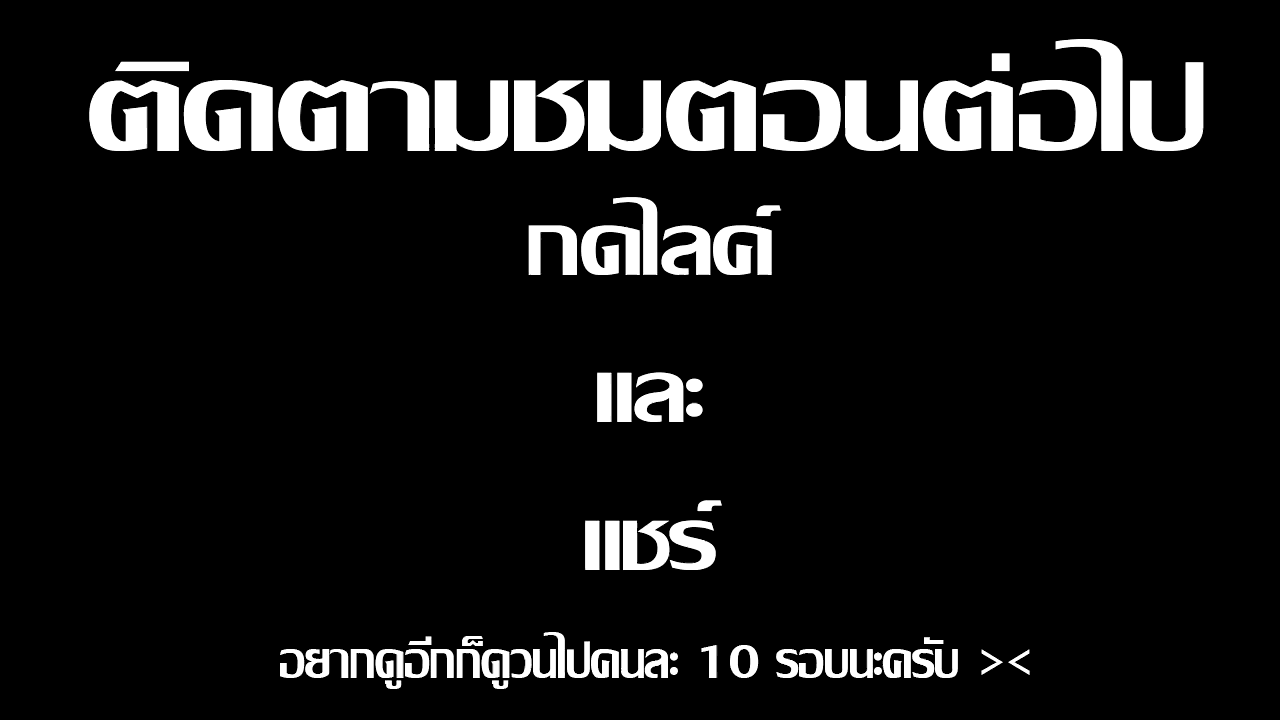 ติดตามชมตอนต่อไป
กดไลค์
และ
แชร์
อยากดูอีกก็ดูวนไปคนละ 10 รอบนะครับ ><